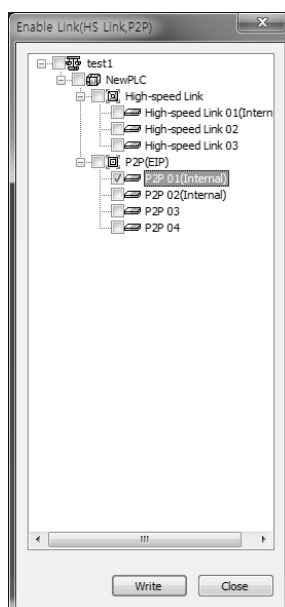 Enable Link(HS Link,P2P)
test1
NewPLC
High-speed Link
High-speed Link 01(Intern
High-speed Link 02
High-speed Link 03
P2P(EIP)
P2P 01(Internal)
P2P 02(Internal)
P2P 03
P2P 04
Write Close